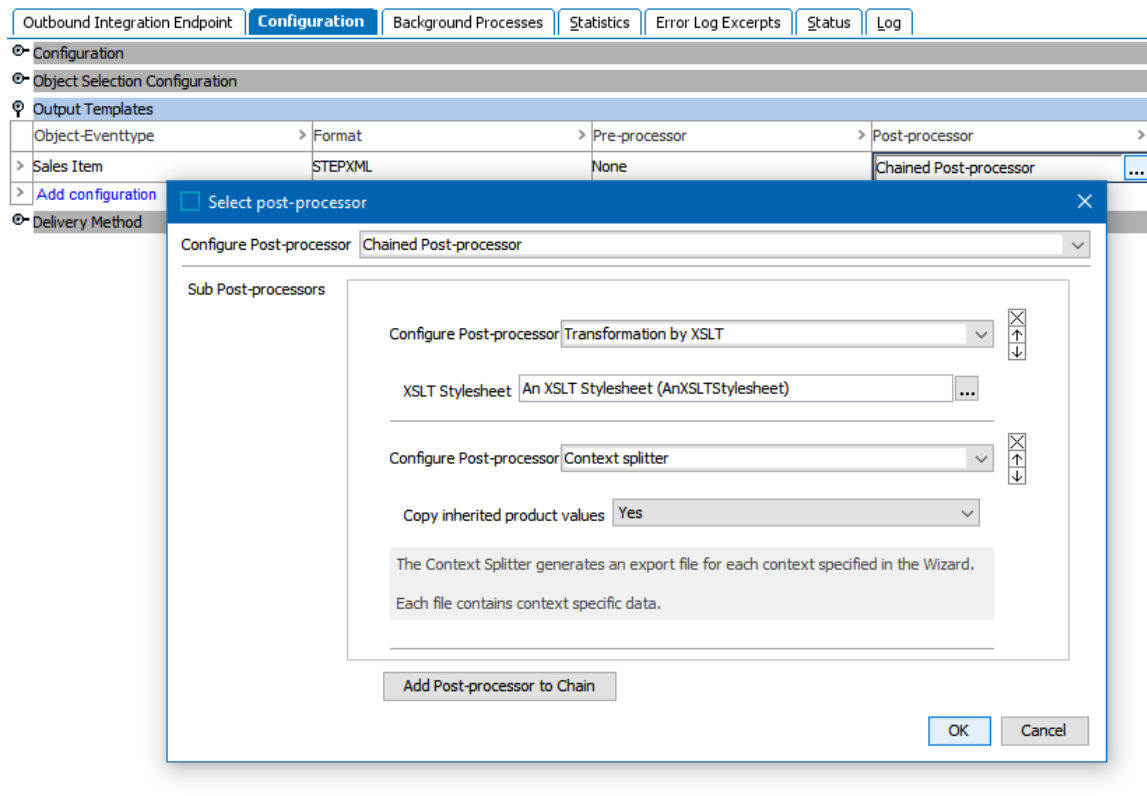 Outbound Integration Endpoint Configuration Background Processes Statistics Error Log Excerpts Status Log
Configuration
Object Selection Configuration
Output Templates
Object-Eventtype > Format > Pre-processor > Post-processor >
> Sales Item STEPXML None Chained Post-processor ...
> Add configuration
Delivery Method
Select post-processor
Configure Post-processor Chained Post-processor
Sub Post-processors
Configure Post-processor Transformation by XSLT
XSLT Stylesheet An XSLT Stylesheet (AnXSLTStylesheet) ...
Configure Post-processor Context splitter
Copy inherited product values Yes
The Context Splitter generates an export file for each context specified in the Wizard.
Each file contains context specific data.
Add Post-processor to Chain
OK Cancel